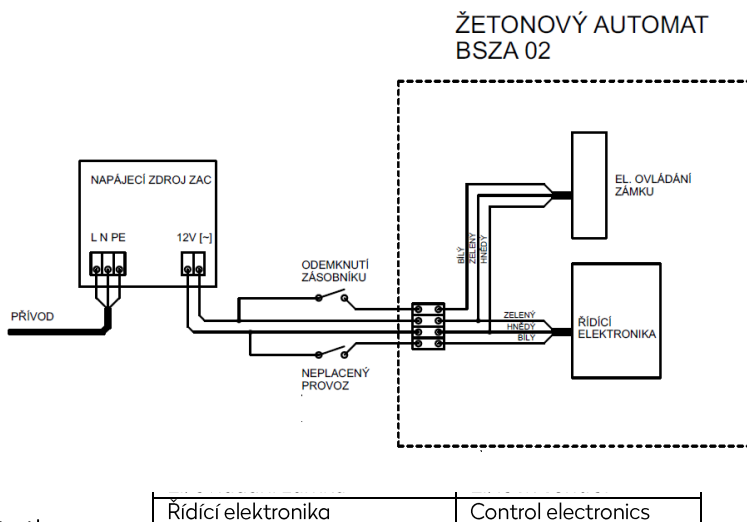 ŽETONOVÝ AUTOMAT
BSZA 02
NAPÁJECÍ ZDROJ ZAC
L N PE
12V [~]
EL. OVLÁDÁNÍ
ZÁMKU
BÍLÝ
ZELENÝ
HNĚDÝ
ODEMKNUTÍ
ZÁSOBNÍKU
PŘÍVOD
ZELENÝ
HNĚDÝ
BÍLÝ
ŘÍDÍCÍ
ELEKTRONIKA
NEPLACENÝ
PROVOZ
Řídící elektronika
Control electronics